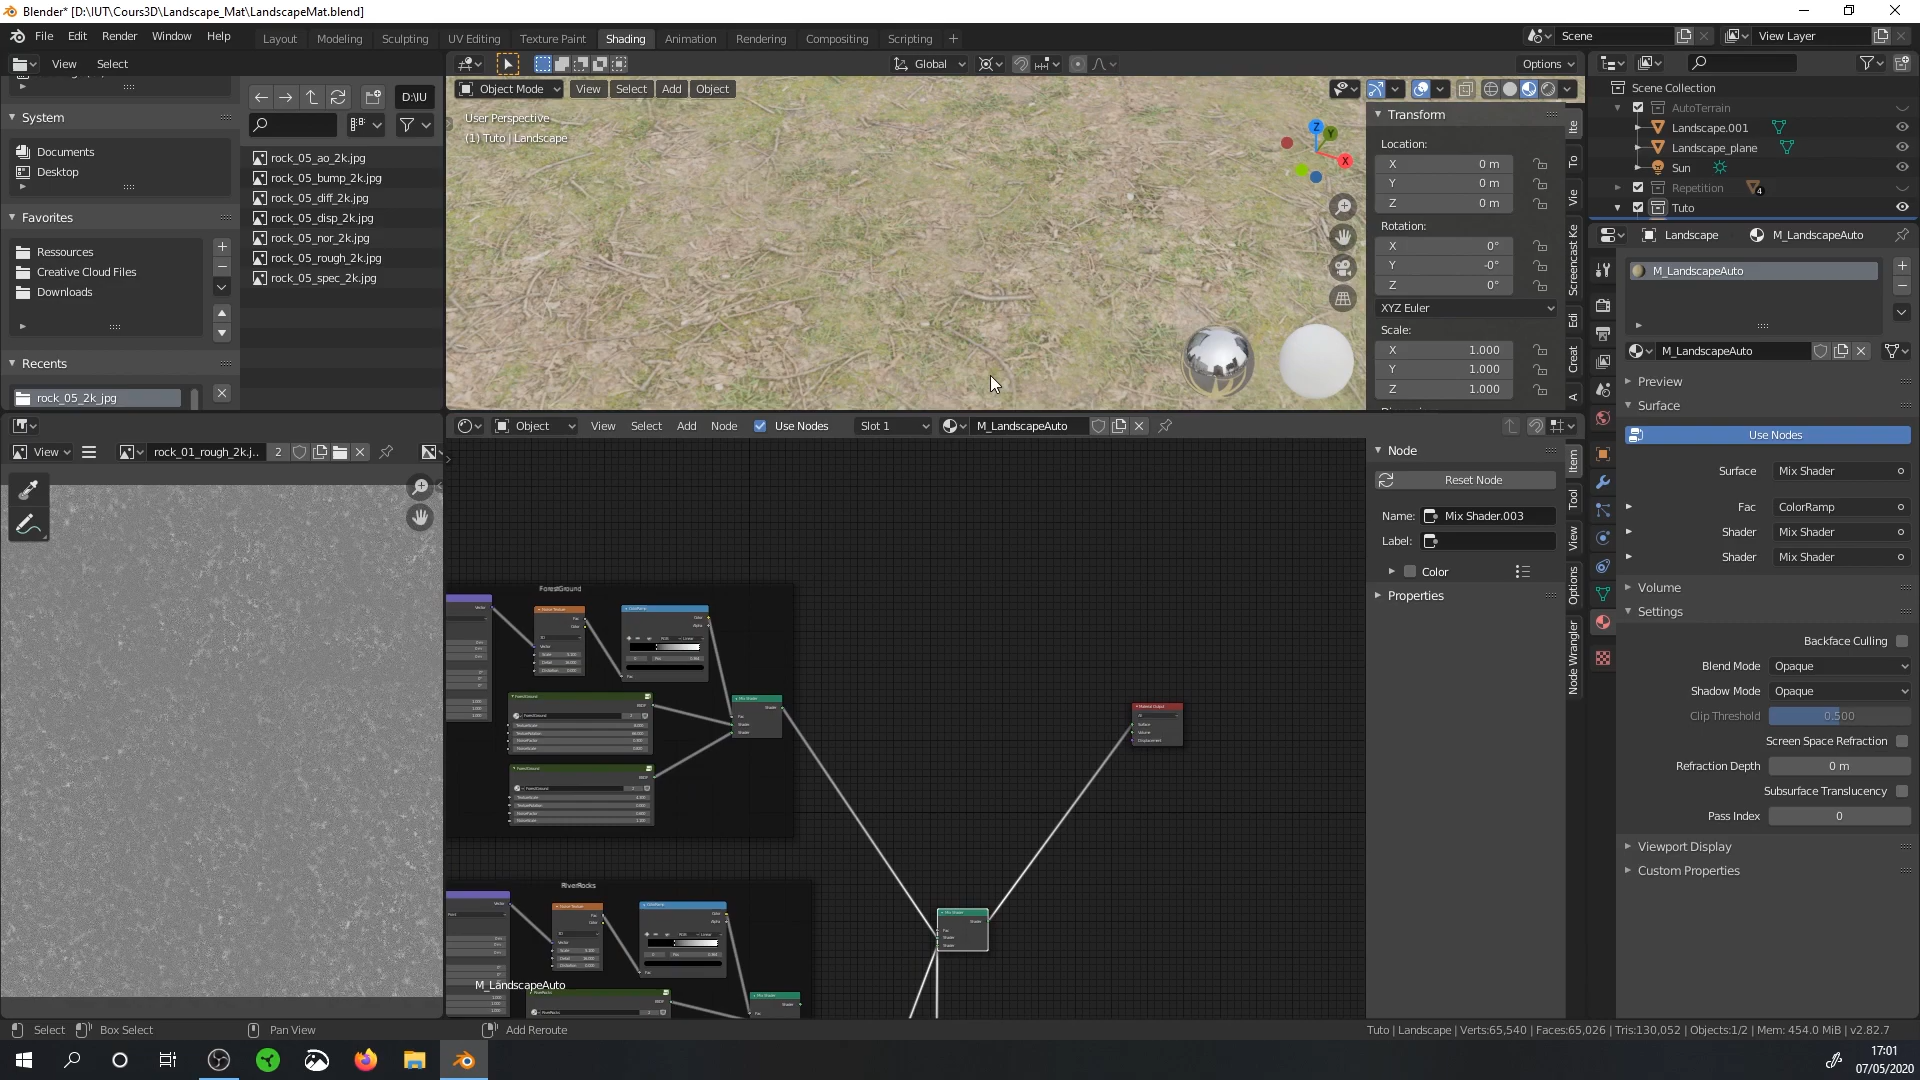 Blender* [D:\IUT\Cours3D\Landscape_Mat\LandscapeMat.blend]
File Edit Render Window Help
Layout Modeling Sculpting UV Editing Texture Paint Shading Animation Rendering Compositing Scripting +
Scene
View Layer
View Select
Global
Options
D:\IU
Object Mode View Select Add Object
System
Documents
Desktop
Favorites
Ressources
Creative Cloud Files
Downloads
Recents
rock_05_2k_jpg
rock_05_ao_2k.jpg
rock_05_bump_2k.jpg
rock_05_diff_2k.jpg
rock_05_disp_2k.jpg
rock_05_nor_2k.jpg
rock_05_rough_2k.jpg
rock_05_spec_2k.jpg
User Perspective
(1) Tuto | Landscape
Z
Y
X
Transform
Location:
X 0 m
Y 0 m
Z 0 m
Rotation:
X 0°
Y -0°
Z 0°
XYZ Euler
Scale:
X 1.000
Y 1.000
Z 1.000
Ite
To
Vie
Screencast Ke
Edi
Creat
A
Scene Collection
AutoTerrain
Landscape.001
Landscape_plane
Sun
Repetition 4
Tuto
Landscape M_LandscapeAuto
M_LandscapeAuto
M_LandscapeAuto
Preview
Surface
Use Nodes
Surface Mix Shader
Fac ColorRamp
Shader Mix Shader
Shader Mix Shader
Volume
Settings
Backface Culling
Blend Mode Opaque
Shadow Mode Opaque
Clip Threshold 0.500
Screen Space Refraction
Refraction Depth 0 m
Subsurface Translucency
Pass Index 0
Viewport Display
Custom Properties
View
rock_01_rough_2k.j.. 2
Object View Select Add Node Use Nodes Slot 1 M_LandscapeAuto
Node
Reset Node
Name: Mix Shader.003
Label:
Color
Properties
Item
Tool
View
Options
Node Wrangler
ForestGround
RiverRocks
M_LandscapeAuto
Select Box Select Pan View Add Reroute
Tuto | Landscape | Verts:65,540 | Faces:65,026 | Tris:130,052 | Objects:1/2 | Mem: 454.0 MiB | v2.82.7
17:01
07/05/2020